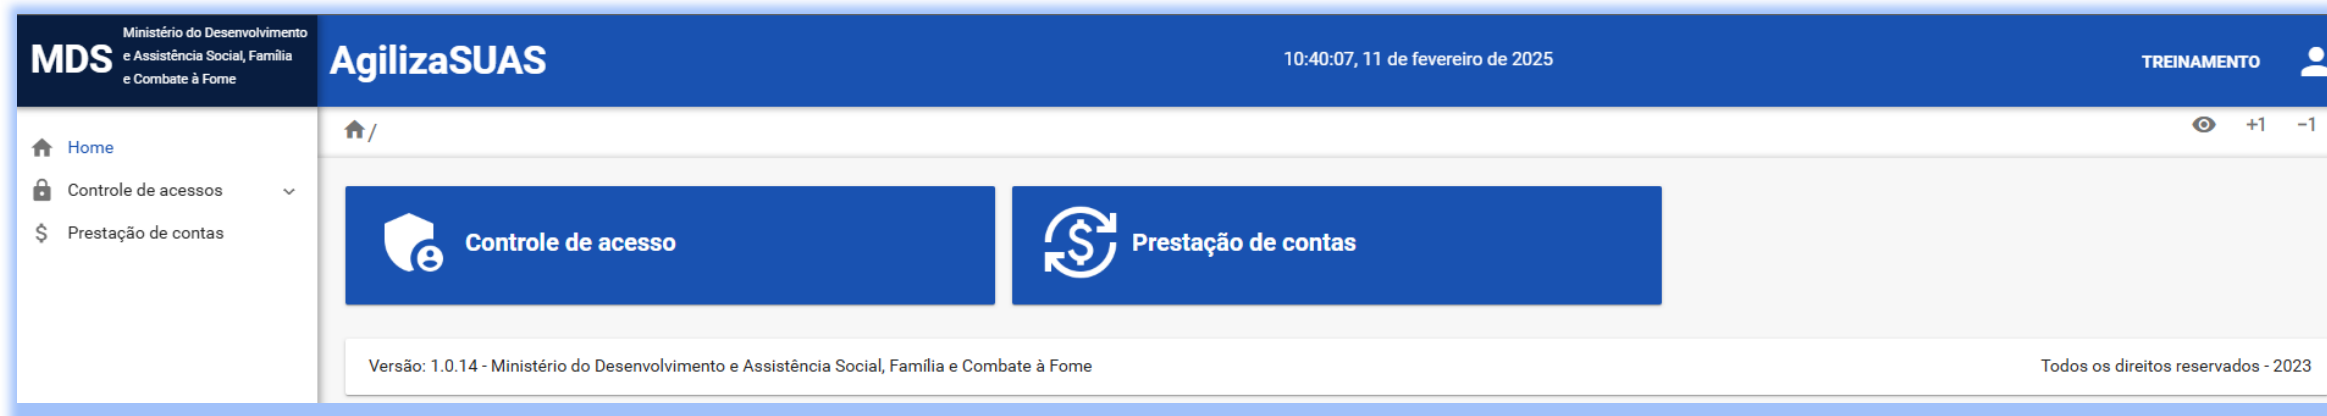 MDS
Ministério do Desenvolvimento
e Assistência Social, Família
e Combate à Fome
AgilizaSUAS
10:40:07, 11 de fevereiro de 2025
TREINAMENTO
/
+1
-1
Home
Controle de acessos
Prestação de contas
Controle de acesso
Prestação de contas
Versão: 1.0.14 - Ministério do Desenvolvimento e Assistência Social, Família e Combate à Fome
Todos os direitos reservados - 2023